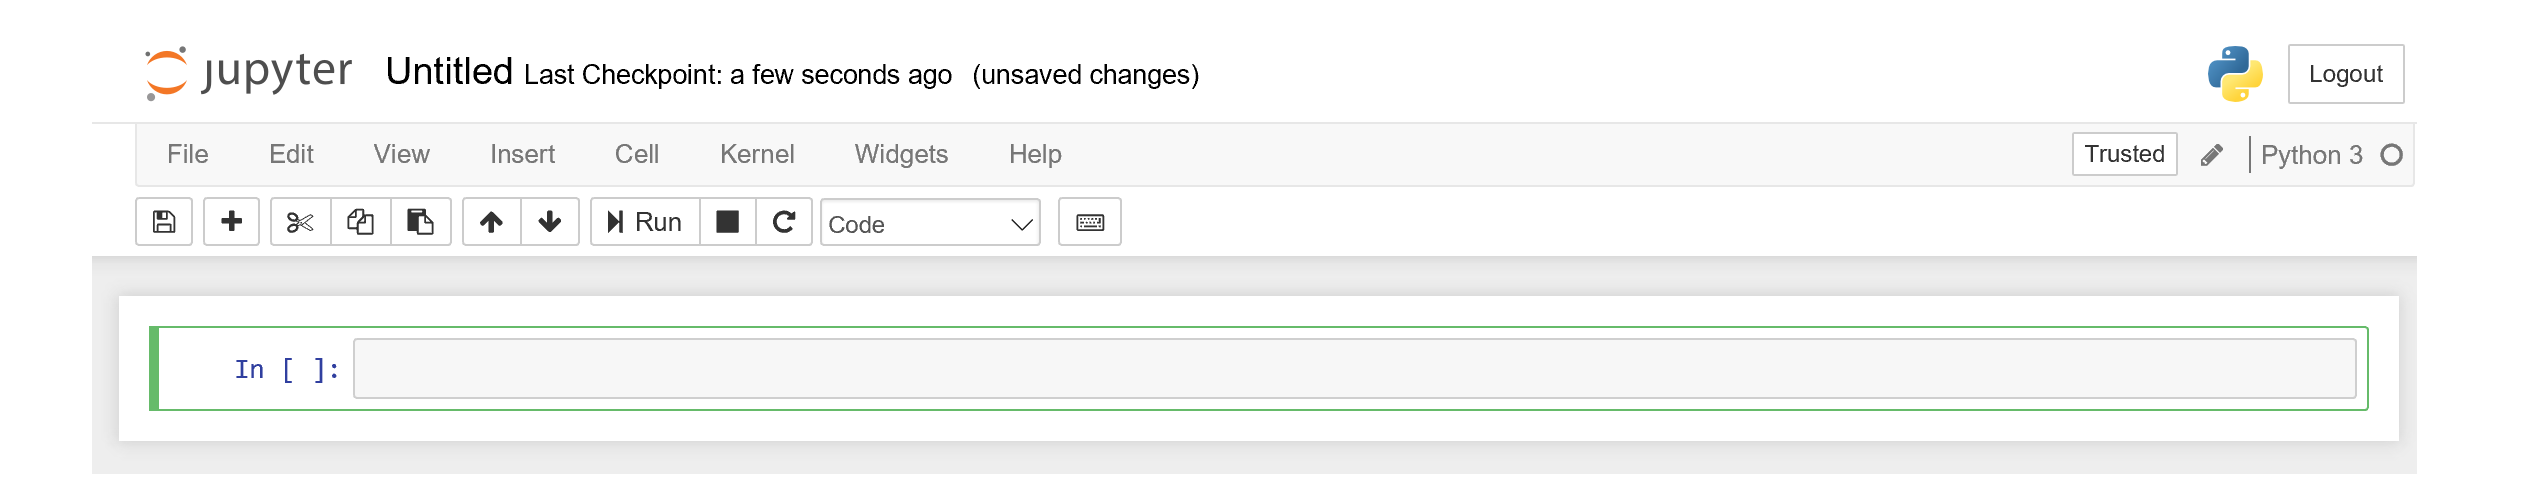 jupyter Untitled Last Checkpoint: a few seconds ago (unsaved changes) Logout
File Edit View Insert Cell Kernel Widgets Help Trusted Python 3
Run Code
In [ ]: